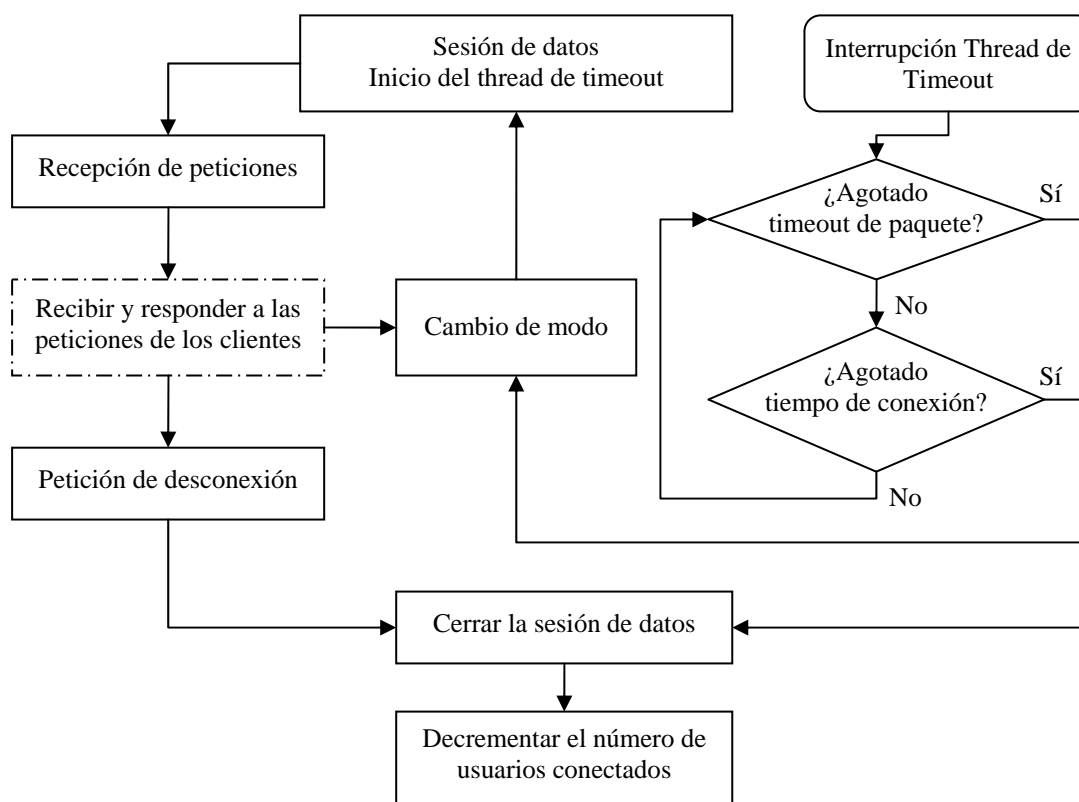 Sesión de datos
Inicio del thread de timeout
Interrupción Thread de
Timeout
Recepción de peticiones
¿Agotado
timeout de paquete?
Sí
Recibir y responder a las
peticiones de los clientes
Cambio de modo
No
¿Agotado
tiempo de conexión?
Sí
Petición de desconexión
No
Cerrar la sesión de datos
Decrementar el número de
usuarios conectados